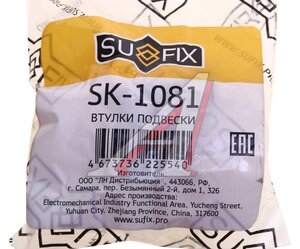 SUFIX
SK-1081
ВТУЛКИ ПОДВЕСКИ
4 673736 225540
Изготовитель:
ООО "ЛН Дистрибьюция", 443066, РФ,
г. Самара, пер. Безымянный 2-й, дом 1, 326
Адрес производства:
Electromechanical Industry Functional Area, Yucheng Street,
Yuhuan City, Zhejiang Province, China, 317600
www.sufix.pro
EAC